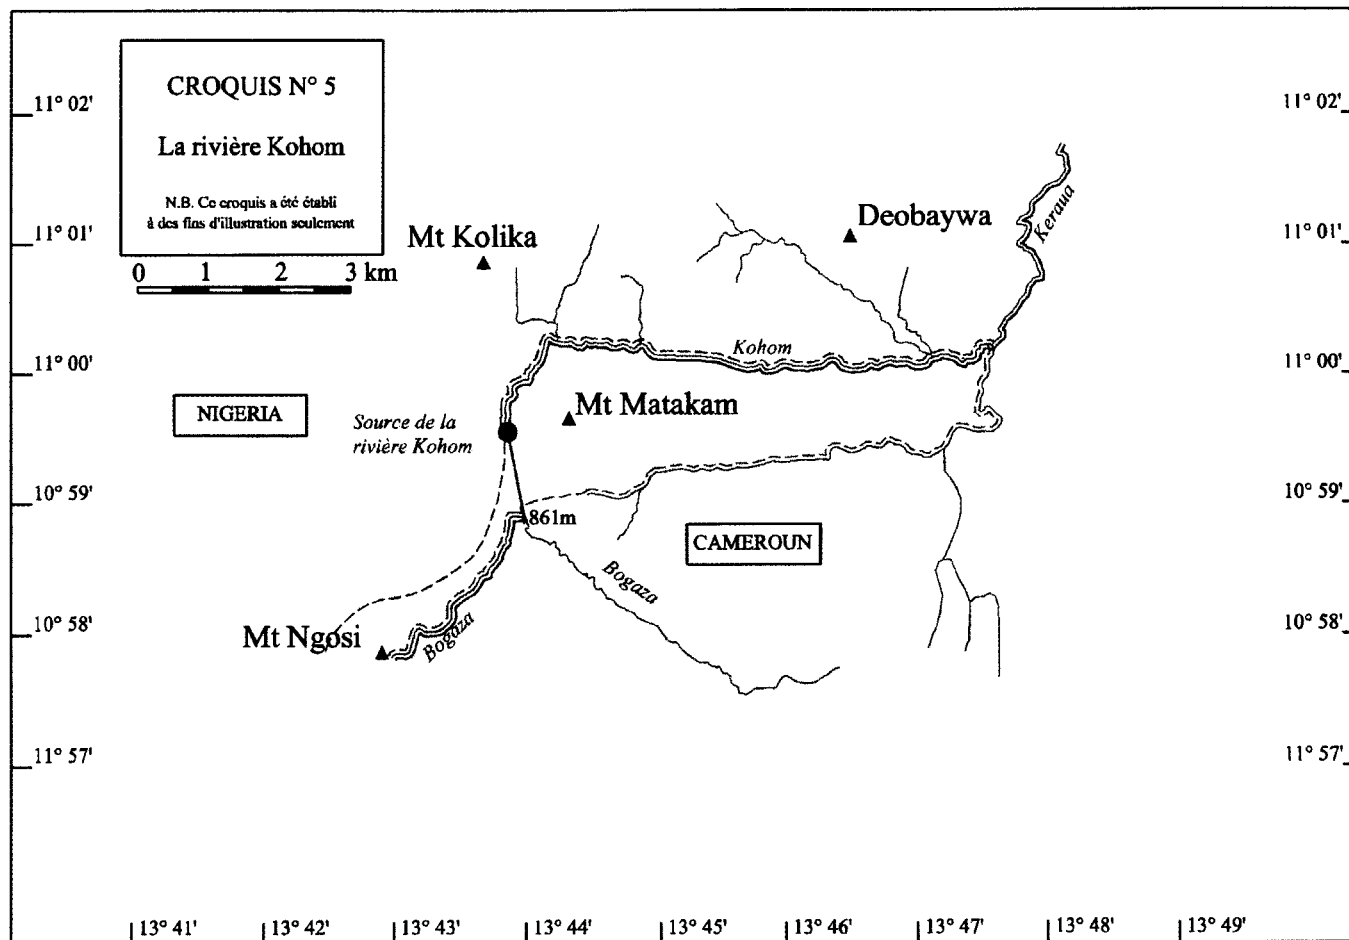 CROQUIS N° 5
La rivière Kohom
N.B. Ce croquis a été établi
à des fins d'illustration seulement
0 1 2 3 km
11° 02'
11° 02'
11° 01'
11° 01'
11° 00'
11° 00'
10° 59'
10° 59'
10° 58'
10° 58'
11° 57'
11° 57'
Mt Kolika
Deobaywa
Keraua
Kohom
NIGERIA
Source de la
rivière Kohom
Mt Matakam
861m
CAMEROUN
Bogaza
Mt Ngosi
Bogaza
13° 41' 13° 42' 13° 43' 13° 44' 13° 45' 13° 46' 13° 47' 13° 48' 13° 49'